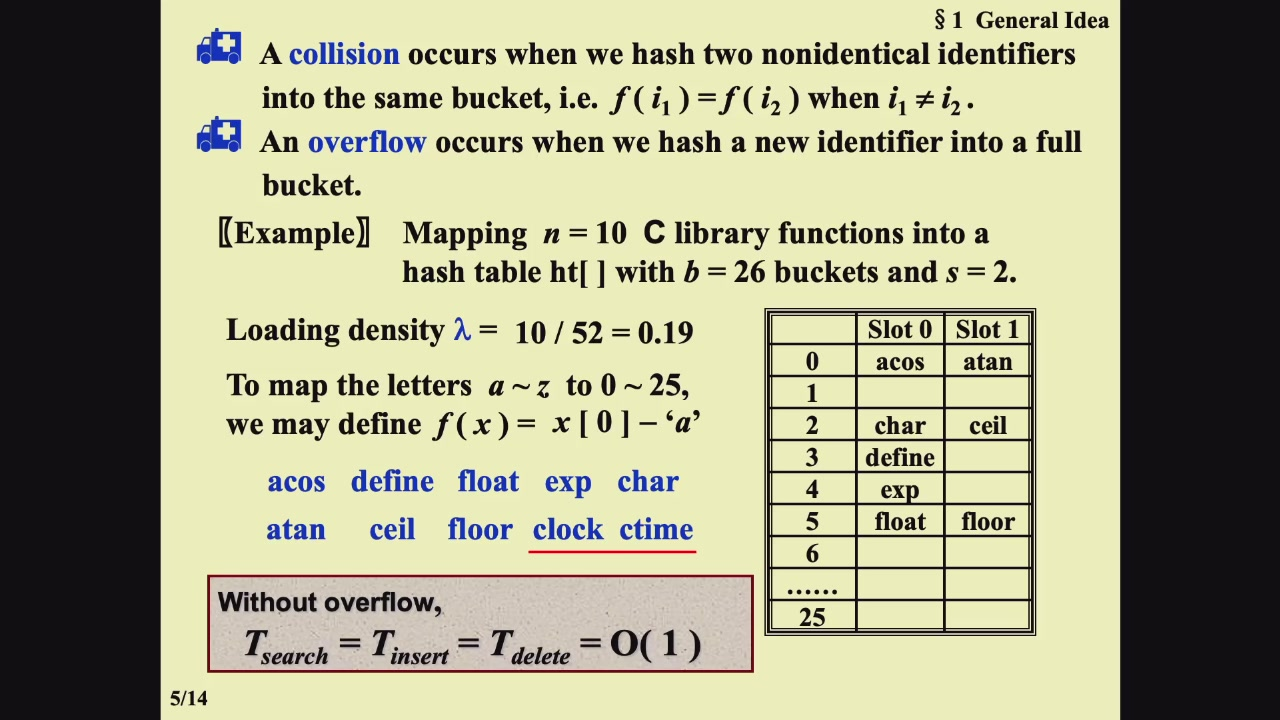 § 1 General Idea
A collision occurs when we hash two nonidentical identifiers
into the same bucket, i.e. f ( i₁ ) = f ( i₂ ) when i₁ ≠ i₂ .
An overflow occurs when we hash a new identifier into a full
bucket.
〖Example〗 Mapping n = 10 C library functions into a
hash table ht[ ] with b = 26 buckets and s = 2.
Loading density λ = 10 / 52 = 0.19
To map the letters a ~ z to 0 ~ 25,
we may define f ( x ) = x [ 0 ] – ‘a’
acos define float exp char
atan ceil floor clock ctime
Slot 0 Slot 1
0 acos atan
1
2 char ceil
3 define
4 exp
5 float floor
6
......
25
Without overflow,
T search = T insert = T delete = O( 1 )
5/14